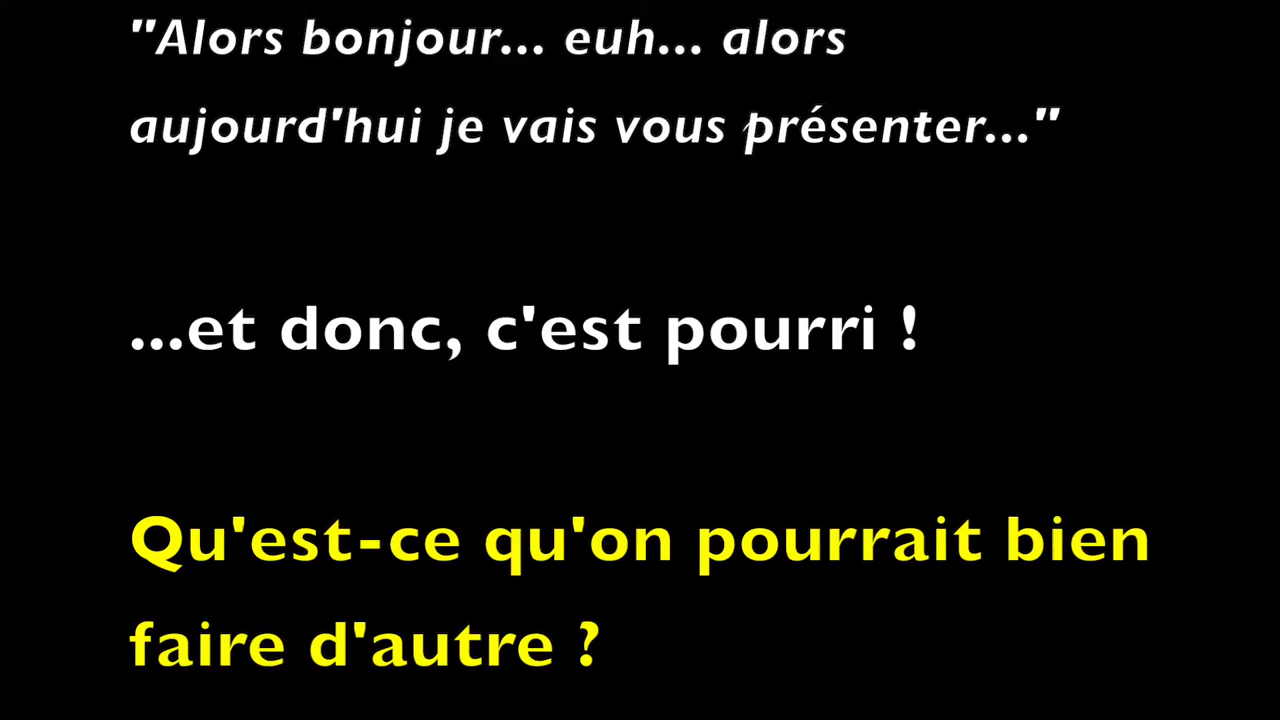 "Alors bonjour... euh... alors
aujourd'hui je vais vous présenter..."
...et donc, c'est pourri !
Qu'est-ce qu'on pourrait bien
faire d'autre ?